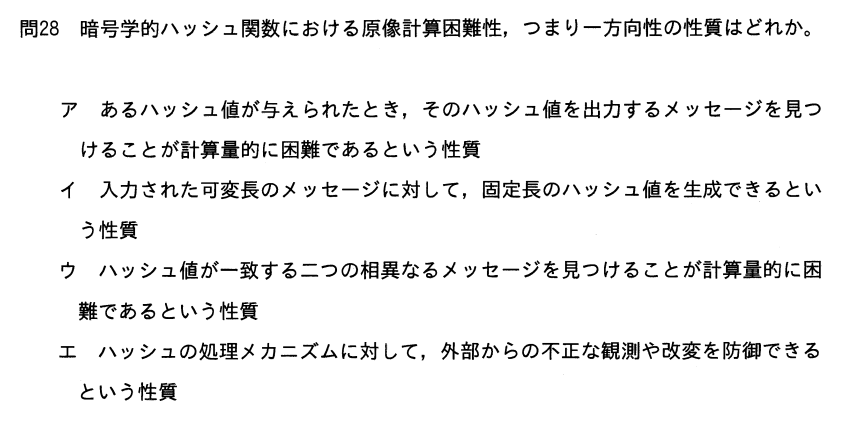 問28　暗号学的ハッシュ関数における原像計算困難性，つまり一方向性の性質はどれか。
ア　あるハッシュ値が与えられたとき，そのハッシュ値を出力するメッセージを見つ
けることが計算量的に困難であるという性質
イ　入力された可変長のメッセージに対して，固定長のハッシュ値を生成できるとい
う性質
ウ　ハッシュ値が一致する二つの相異なるメッセージを見つけることが計算量的に困
難であるという性質
エ　ハッシュの処理メカニズムに対して，外部からの不正な観測や改変を防御できる
という性質